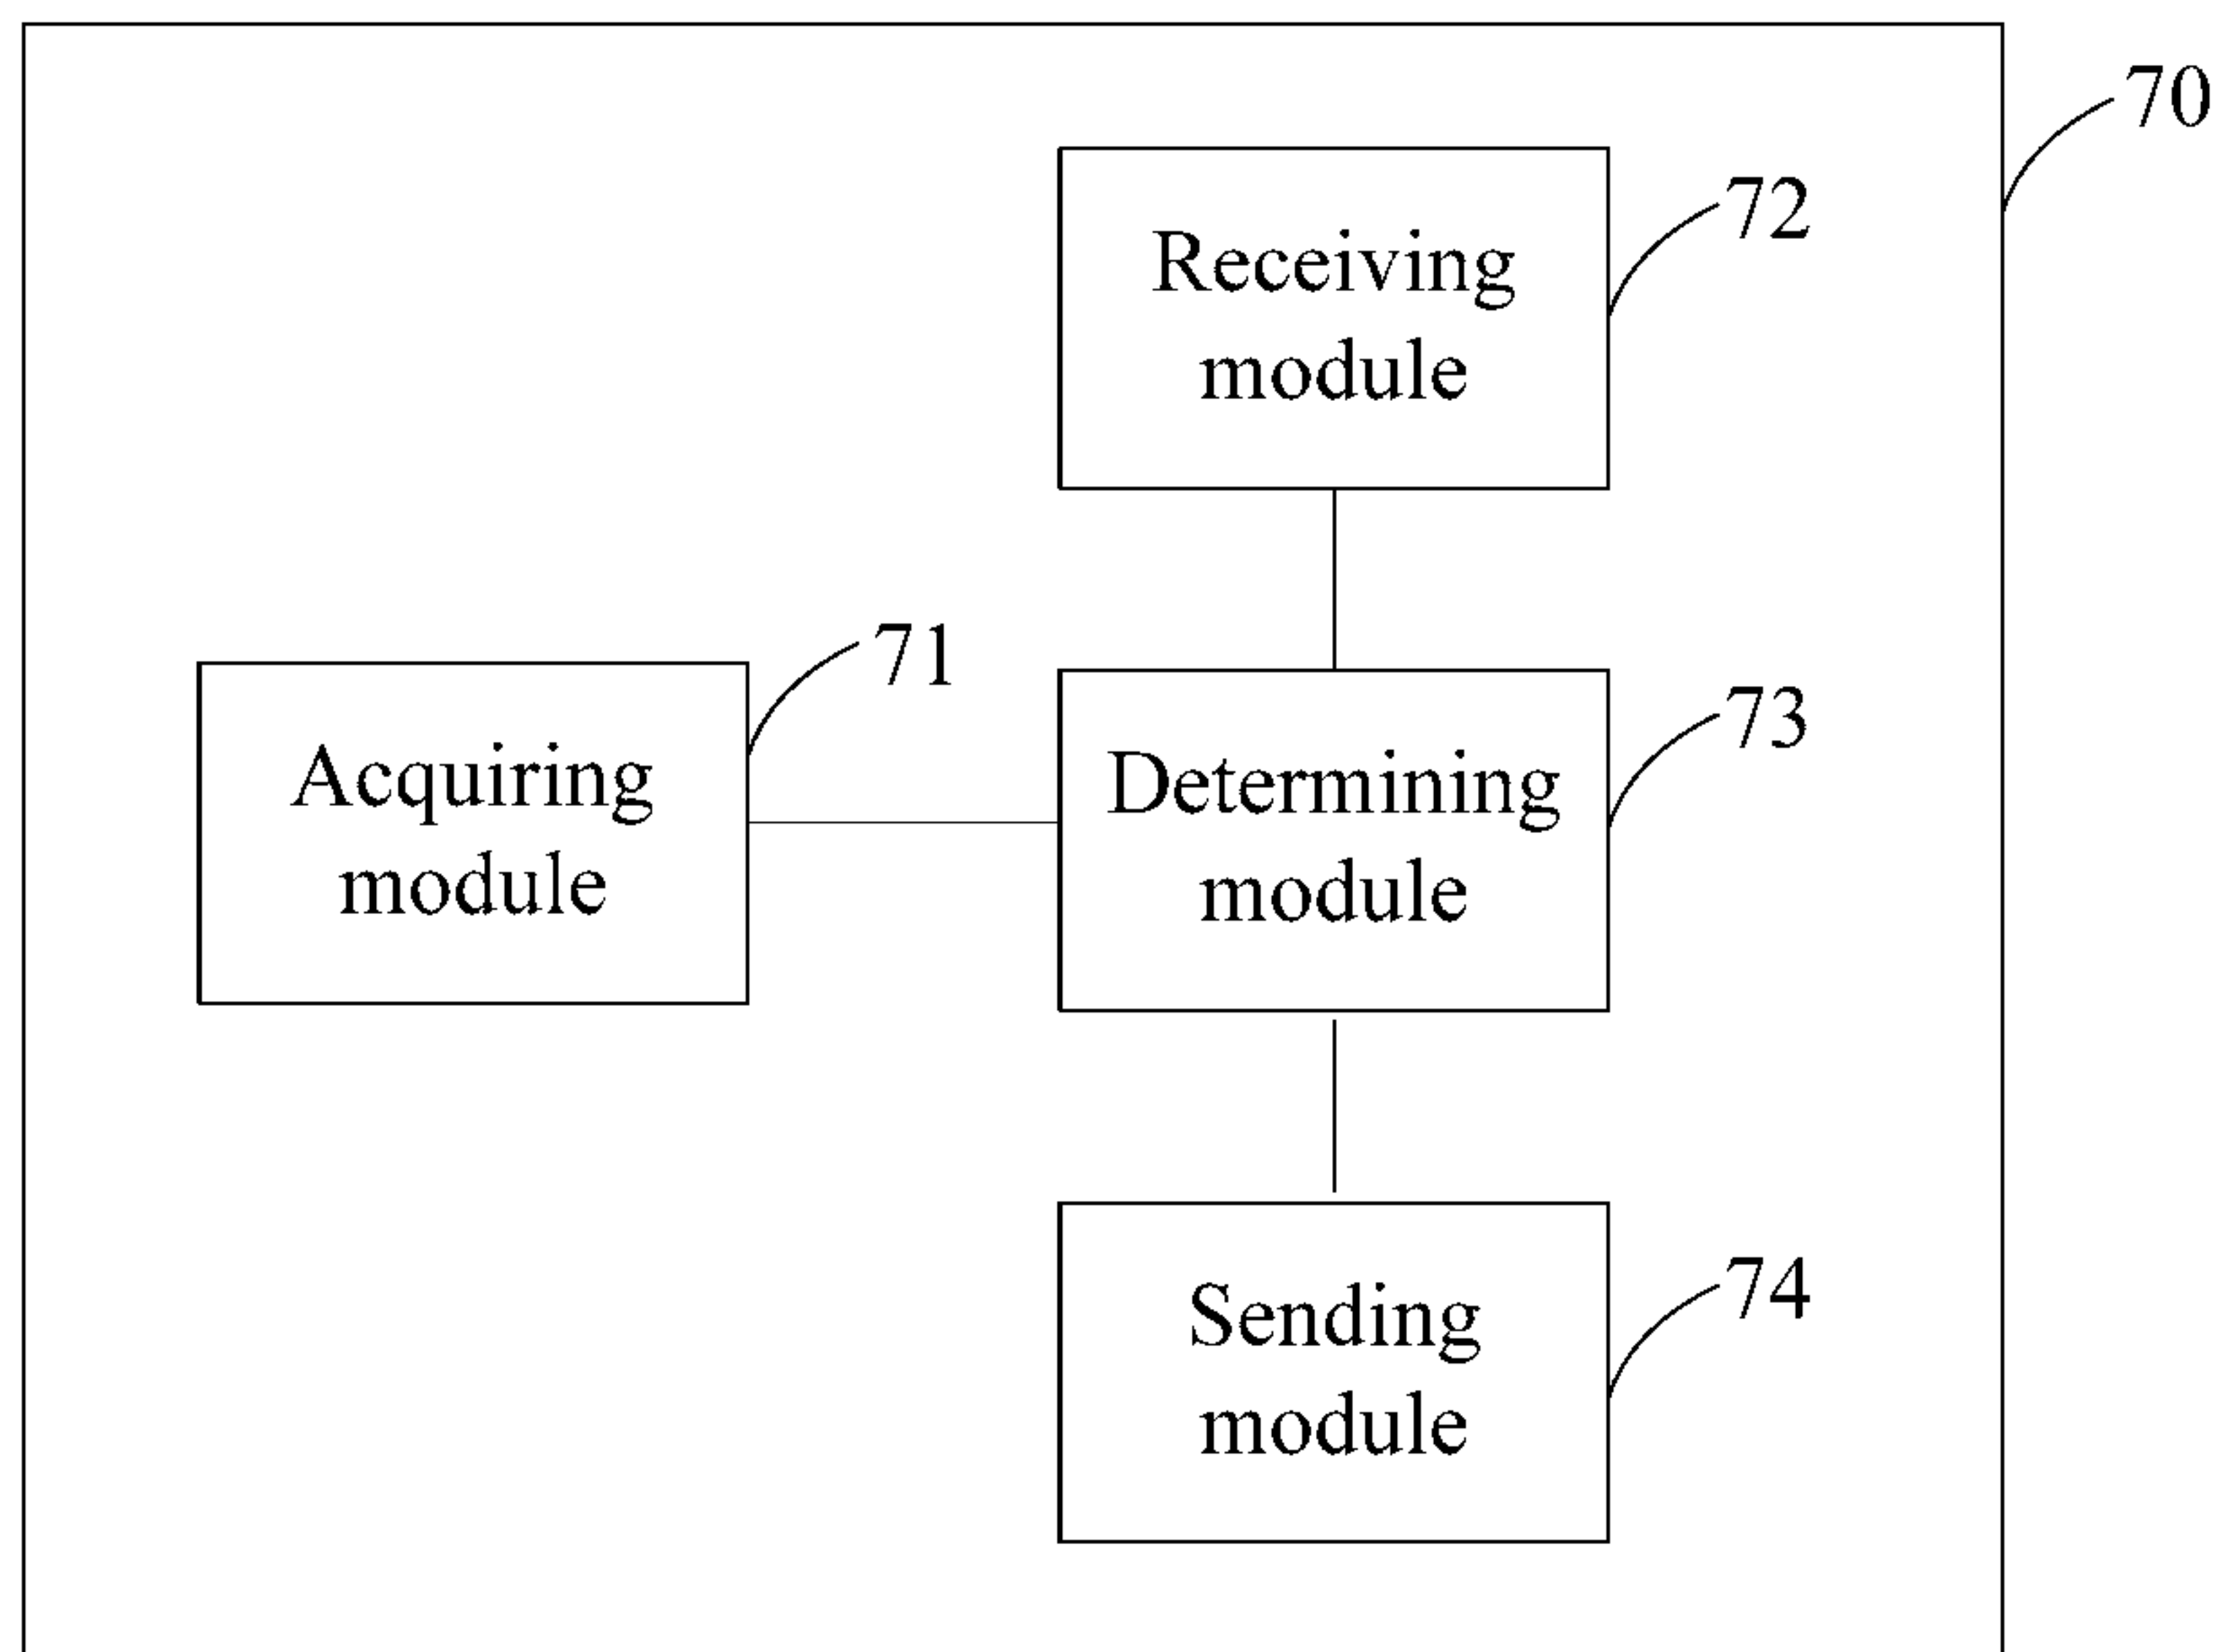 70
72
Receiving
module
71
73
Acquiring
module
Determining
module
74
Sending
module